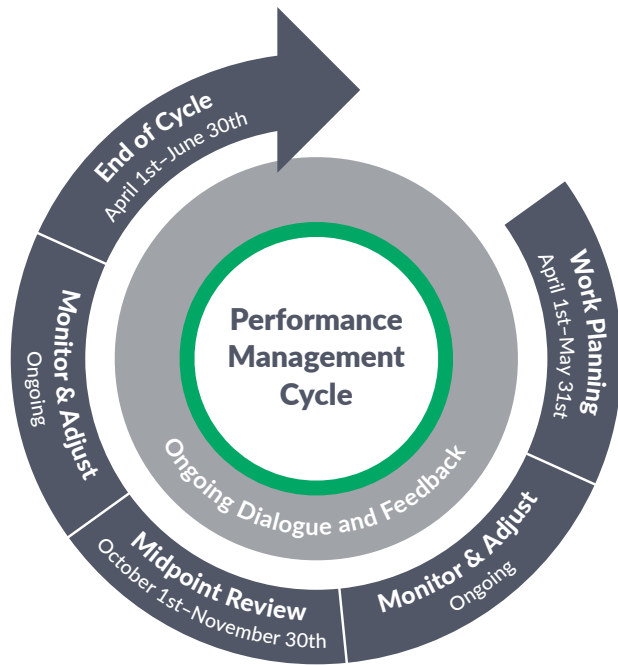 Performance
Management
Cycle
Ongoing Dialogue and Feedback
Work Planning
April 1st–May 31st
Monitor & Adjust
Ongoing
Midpoint Review
October 1st–November 30th
Monitor & Adjust
Ongoing
End of Cycle
April 1st–June 30th